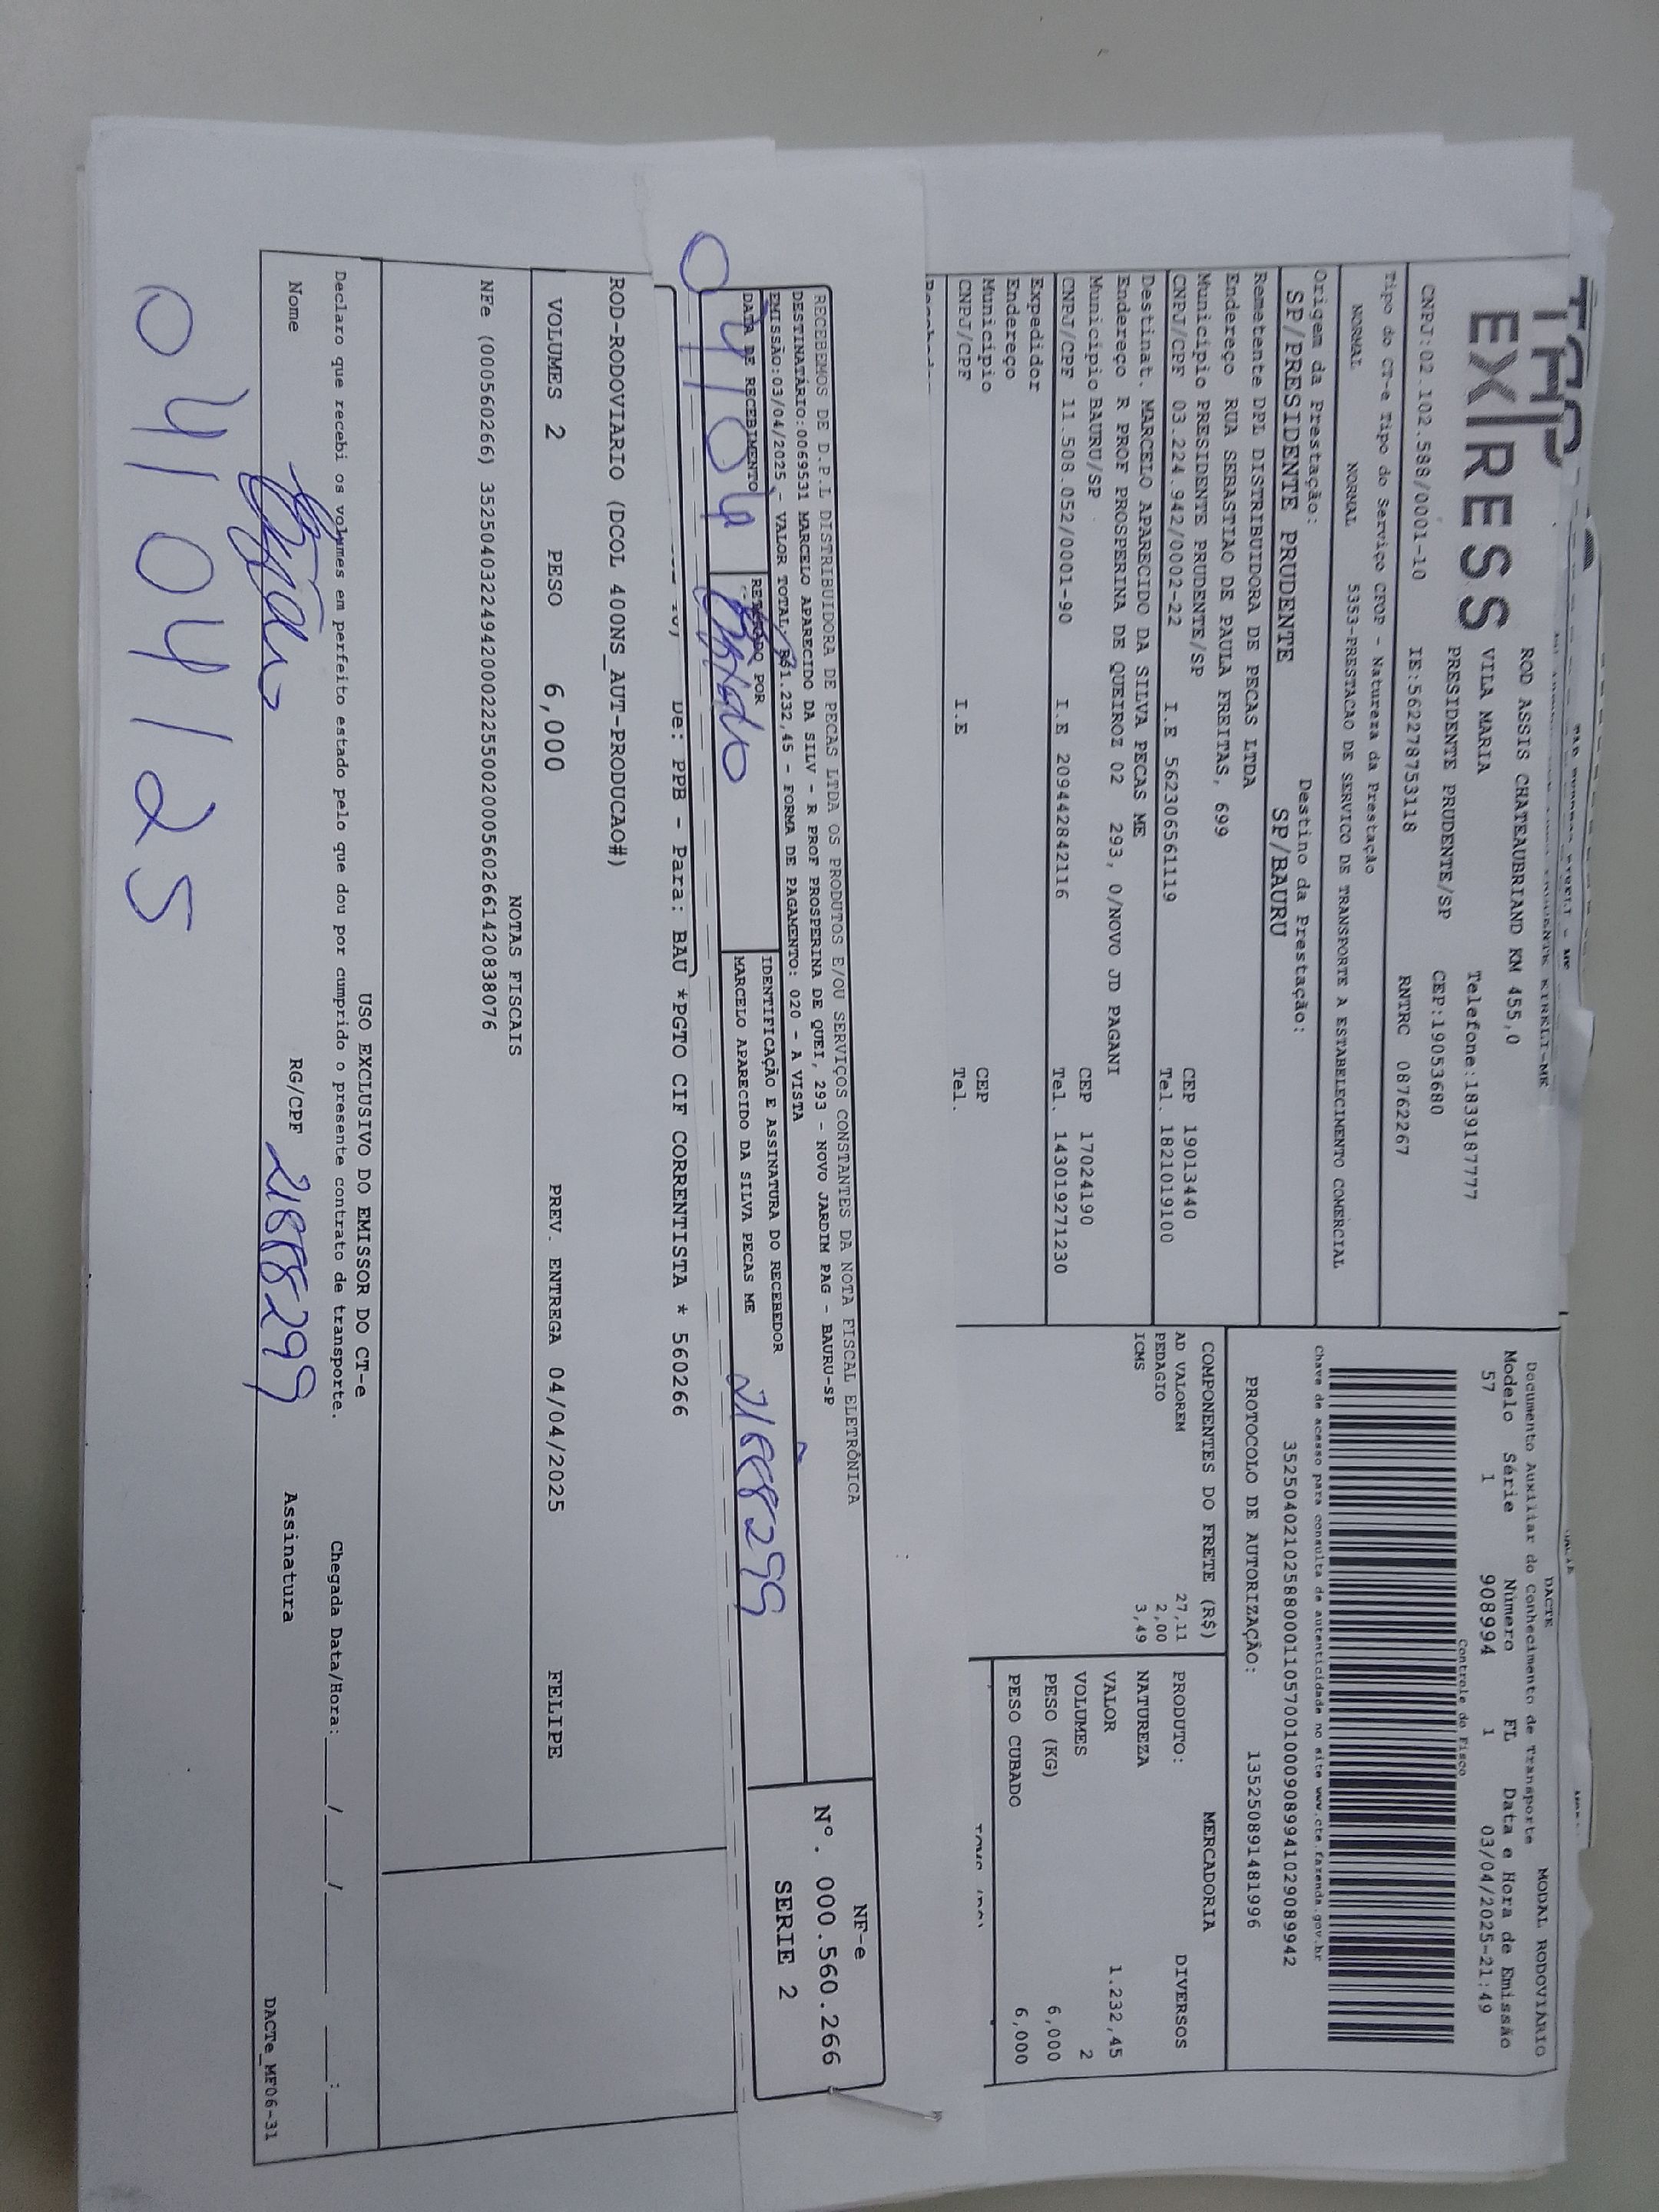 TAP
EXPRESS
ROD ASSIS CHATEAUBRIAND KM 455,0
VILA MARIA Telefone:1839187777
PRESIDENTE PRUDENTE/SP CEP:19053680
CNPJ:02.102.588/0001-10 IE:562278753118 RNTRC 08762267
Tipo do CT-e Tipo do Serviço CFOP - Natureza da Prestação
NORMAL NORMAL 5353-PRESTACAO DE SERVICO DE TRANSPORTE A ESTABELECIMENTO COMERCIAL
Origem da Prestação: Destino da Prestação:
SP/PRESIDENTE PRUDENTE SP/BAURU
Remetente DPL DISTRIBUIDORA DE PECAS LTDA
Endereço RUA SEBASTIAO DE PAULA FREITAS, 699
Municipio PRESIDENTE PRUDENTE/SP CEP 19013440
CNPJ/CPF 03.224.942/0002-22 I.E 562306561119 Tel. 1821019100
Destinat. MARCELO APARECIDO DA SILVA PECAS ME
Endereço R PROF PROSPERINA DE QUEIROZ 02 293, 0/NOVO JD PAGANI
Municipio BAURU/SP CEP 17024190
CNPJ/CPF 11.508.052/0001-90 I.E 209442842116 Tel. 143019271230
Expedidor
Endereço
Municipio CEP
CNPJ/CPF I.E Tel.
DACTE MODAL RODOVIÁRIO
Documento Auxiliar do Conhecimento de Transporte
Modelo Série Número FL Data e Hora de Emissão
57 1 908994 1 03/04/2025-21:49
Controle do Fisco
Chave de acesso para consulta de autenticidade no site www.cte.fazenda.gov.br
35250402102588000110570010009089941029089942
PROTOCOLO DE AUTORIZAÇÃO: 135250891481996
COMPONENTES DO FRETE (R$)
AD VALOREM 27,11
PEDAGIO 2,00
ICMS 3,49
MERCADORIA
PRODUTO: DIVERSOS
NATUREZA
VALOR 1.232,45
VOLUMES 2
PESO (KG) 6,000
PESO CUBADO 6,000
RECEBEMOS DE D.P.L DISTRIBUIDORA DE PECAS LTDA OS PRODUTOS E/OU SERVIÇOS CONSTANTES DA NOTA FISCAL ELETRÔNICA
DESTINATÁRIO:0069531 MARCELO APARECIDO DA SILV - R PROF PROSPERINA DE QUEI, 293 - NOVO JARDIM PAG - BAURU-SP
EMISSÃO:03/04/2025 - VALOR TOTAL R$1.232,45 - FORMA DE PAGAMENTO: 020 - A VISTA
DATA DE RECEBIMENTO RETIRADO POR IDENTIFICAÇÃO E ASSINATURA DO RECEBEDOR
MARCELO APARECIDO DA SILVA PECAS ME
04/04 21688299
NF-e
Nº. 000.560.266
SERIE 2
De: PPB - Para: BAU *PGTO CIF CORRENTISTA * 560266
ROD-RODOVIARIO (DCOL 400NS_AUT-PRODUCAO#)
VOLUMES 2 PESO 6,000 PREV. ENTREGA 04/04/2025 FELIPE
NOTAS FISCAIS
NFe (000560266) 35250403224942000222550020005602661420838076
USO EXCLUSIVO DO EMISSOR DO CT-e
Declaro que recebi os volumes em perfeito estado pelo que dou por cumprido o presente contrato de transporte. Chegada Data/Hora: ____/____/____ ___:___
Nome RG/CPF 21688299 Assinatura
DACTe_MF06-31
04/04/25